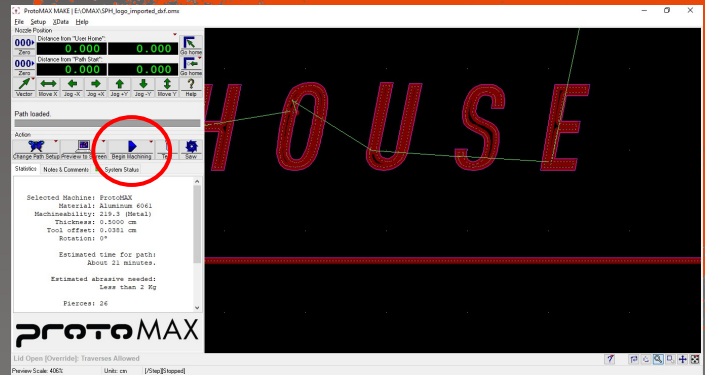 ProtoMAX MAKE | E:\OMAX\SPH_logo_imported_dxf.omx
File Setup XData Help
Nozzle Position
Distance from "User Home":
000 0.000 0.000
Zero Go home
Distance from "Path Start":
000 0.000 0.000
Zero Go home
Vector Move X Jog -X Jog +X Jog +Y Jog -Y Move Y Help
Path loaded.
Action
Change Path Setup Preview to Screen Begin Machining Saw
Statistics Notes & Comments System Status
Selected Machine: ProtoMAX
Material: Aluminum 6061
Machineability: 219.3 (Metal)
Thickness: 0.5000 cm
Tool offset: 0.0381 cm
Rotation: 0°
Estimated time for path:
About 21 minutes.
Estimated abrasive needed:
Less than 2 Kg
Pierces: 26
protoMAX
Lid Open [Override]: Traverses Allowed
Preview Scale: 406% Units: cm [/Step][Stopped]
HOUSE